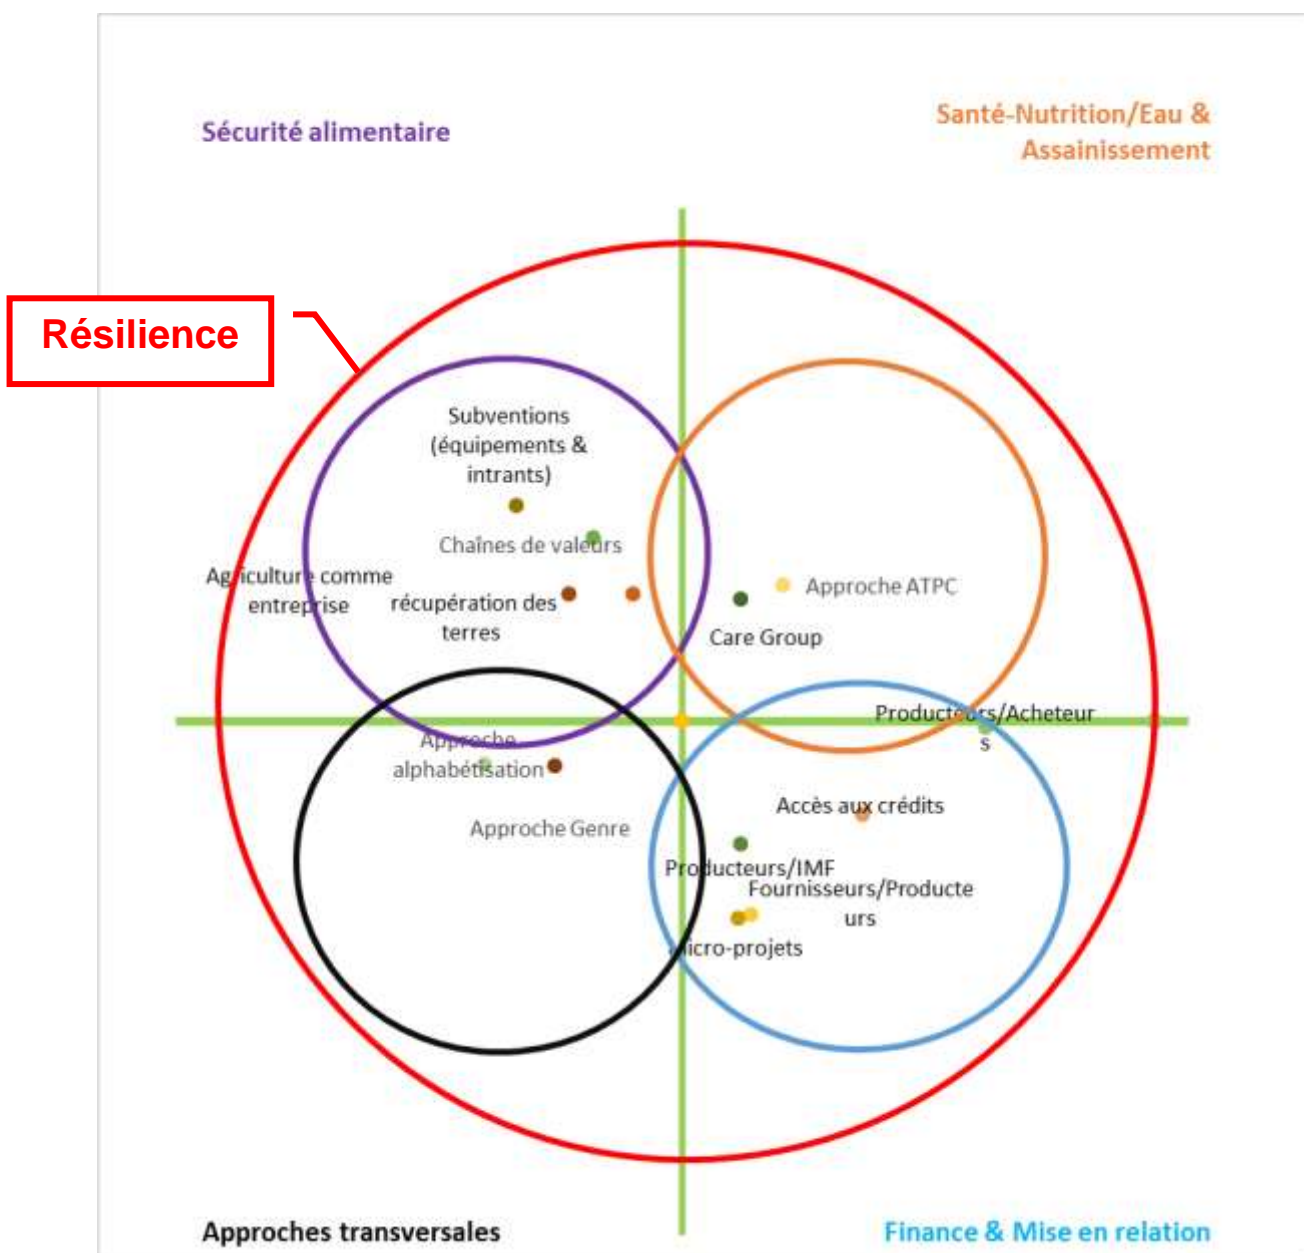 Sécurité alimentaire
Santé-Nutrition/Eau &
Assainissement
Résilience
Subventions
(équipements &
intrants)
Chaînes de valeurs
Agriculture comme
entreprise
récupération des
terres
Approche ATPC
Care Group
Producteurs/Acheteur
s
Approche
alphabétisation
Approche Genre
Accès aux crédits
Producteurs/IMF
Fournisseurs/Producte
urs
Micro-projets
Approches transversales
Finance & Mise en relation